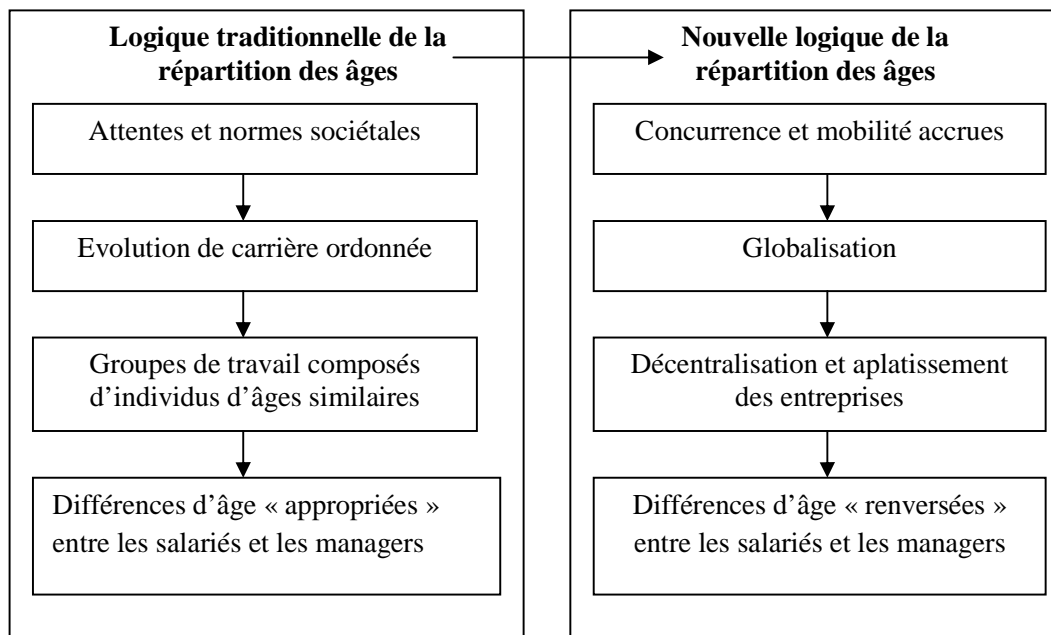 Logique traditionnelle de la
répartition des âges
Attentes et normes sociétales
Evolution de carrière ordonnée
Groupes de travail composés
d’individus d’âges similaires
Différences d’âge « appropriées »
entre les salariés et les managers
Nouvelle logique de la
répartition des âges
Concurrence et mobilité accrues
Globalisation
Décentralisation et aplatissement
des entreprises
Différences d’âge « renversées »
entre les salariés et les managers